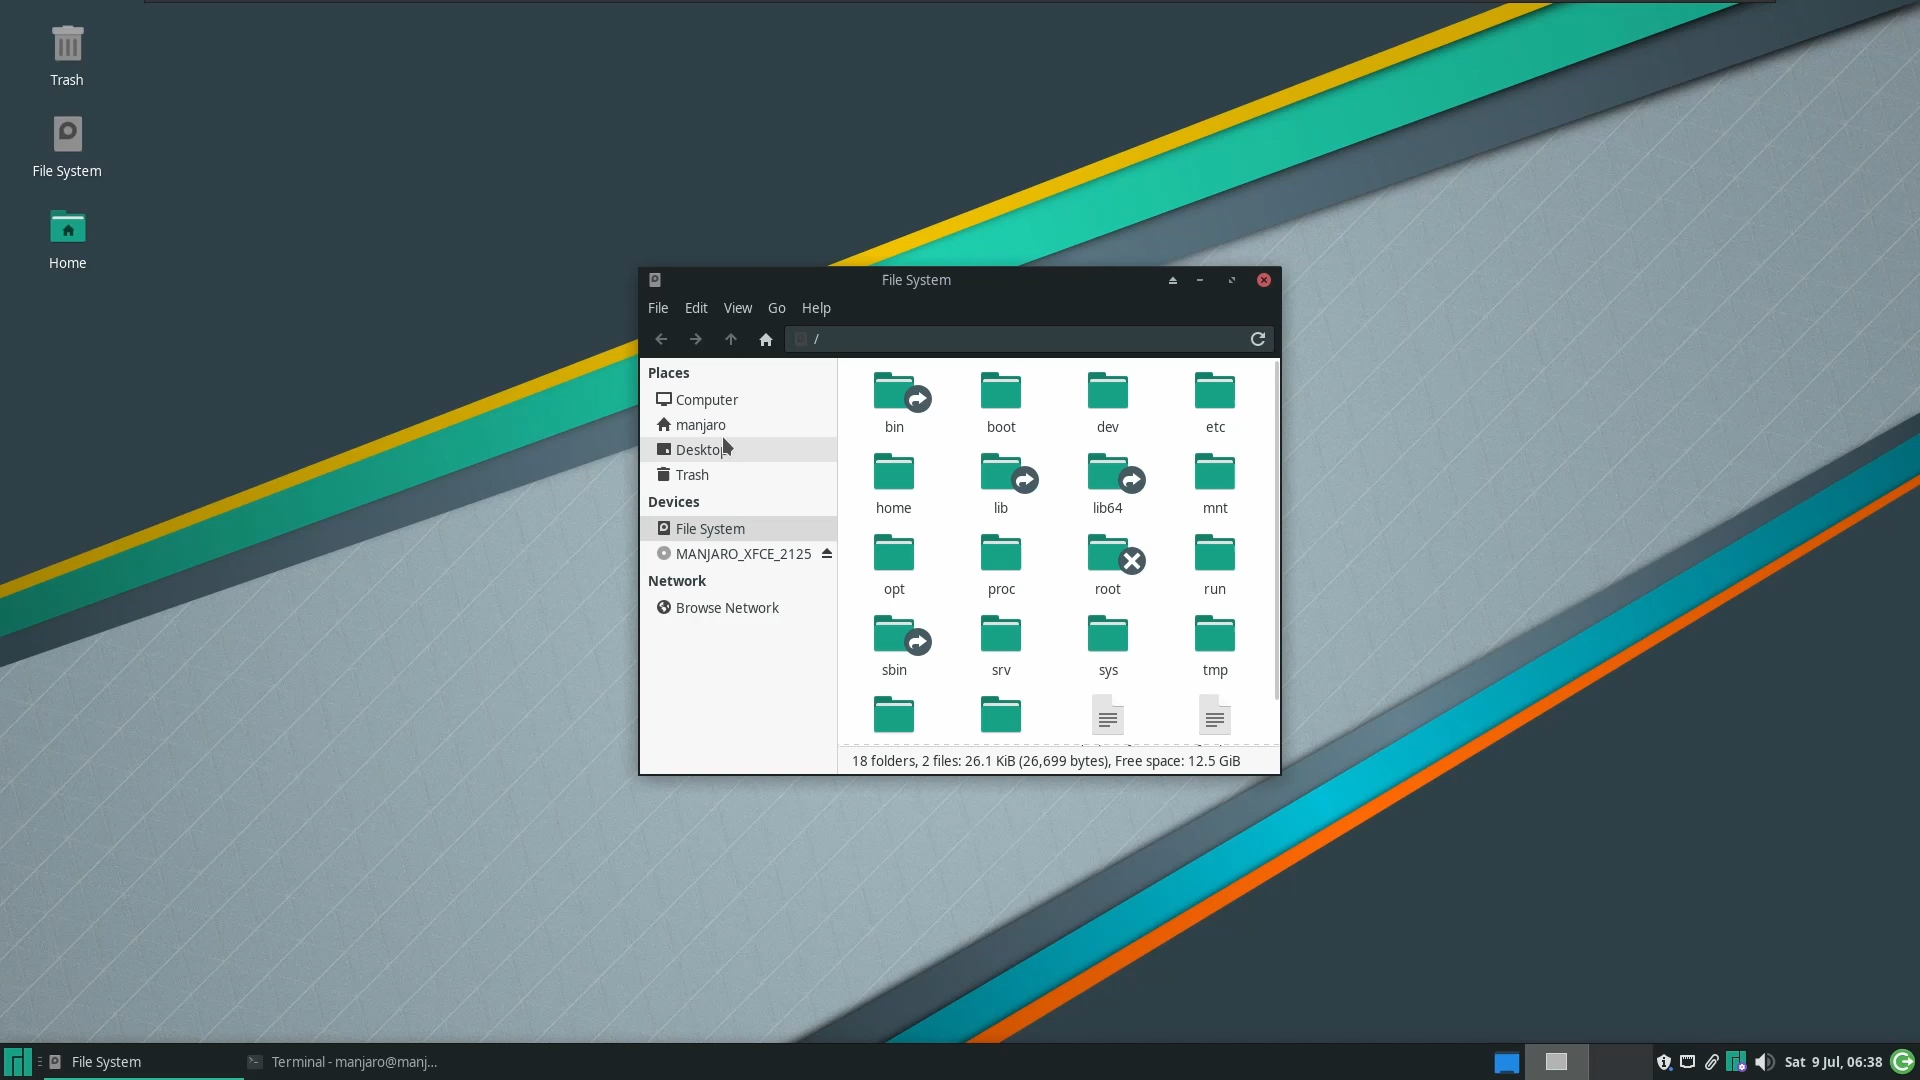 Trash
File System
Home
File System
File Edit View Go Help
/
Places
Computer
manjaro
Desktop
Trash
Devices
File System
MANJARO_XFCE_2125
Network
Browse Network
bin boot dev etc
home lib lib64 mnt
opt proc root run
sbin srv sys tmp
18 folders, 2 files: 26.1 KiB (26,699 bytes), Free space: 12.5 GiB
File System Terminal - manjaro@manj... Sat 9 Jul, 06:38